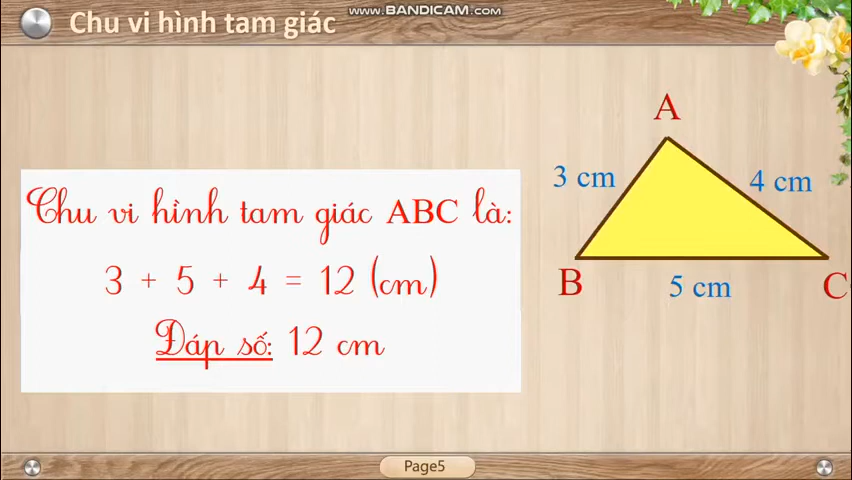 www.BANDICAM.com
Chu vi hình tam giác
Chu vi hình tam giác ABC là:
3 + 5 + 4 = 12 (cm)
Đáp số: 12 cm
A
3 cm
4 cm
B
5 cm
C
Page5